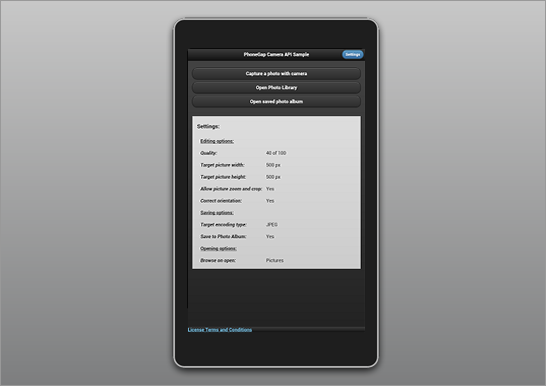 PhoneGap Camera API Sample
Settings
Capture a photo with camera
Open Photo Library
Open saved photo album
Settings:
Editing options:
Quality: 40 of 100
Target picture width: 500 px
Target picture height: 500 px
Allow picture zoom and crop: Yes
Correct orientation: Yes
Saving options:
Target encoding type: JPEG
Save to Photo Album: Yes
Opening options:
Browse on open: Pictures
License Terms and Conditions